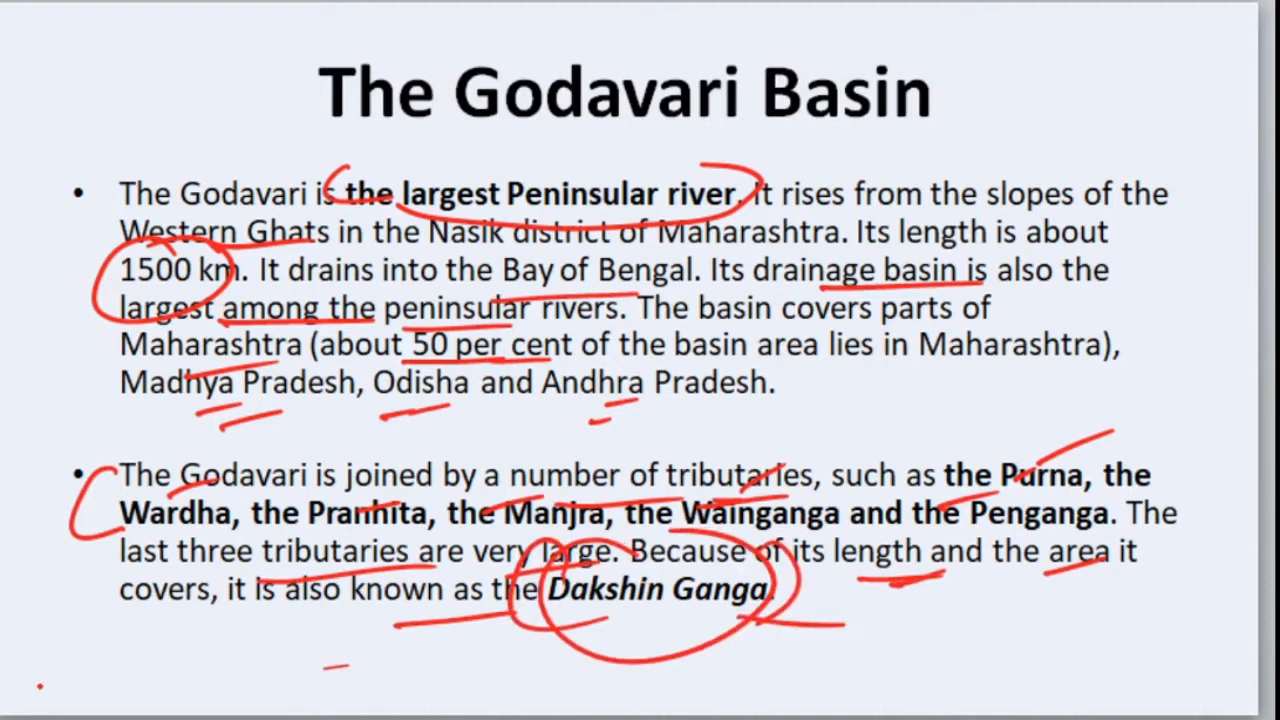 The Godavari Basin
• The Godavari is the largest Peninsular river. It rises from the slopes of the
Western Ghats in the Nasik district of Maharashtra. Its length is about
1500 km. It drains into the Bay of Bengal. Its drainage basin is also the
largest among the peninsular rivers. The basin covers parts of
Maharashtra (about 50 per cent of the basin area lies in Maharashtra),
Madhya Pradesh, Odisha and Andhra Pradesh.
• The Godavari is joined by a number of tributaries, such as the Purna, the
Wardha, the Pranhita, the Manjra, the Wainganga and the Penganga. The
last three tributaries are very large. Because of its length and the area it
covers, it is also known as the Dakshin Ganga.